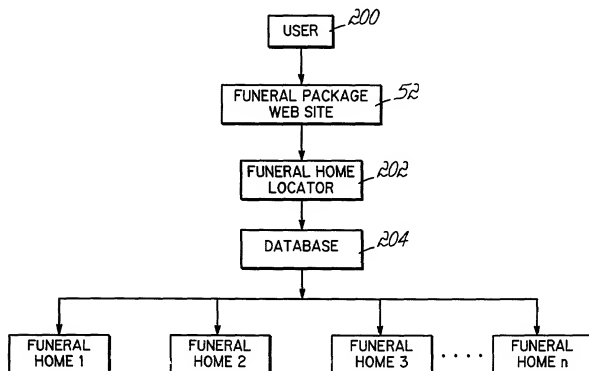 USER
200
FUNERAL PACKAGE
WEB SITE
52
FUNERAL HOME
LOCATOR
202
DATABASE
204
FUNERAL
HOME 1
FUNERAL
HOME 2
FUNERAL
HOME 3
....
FUNERAL
HOME n